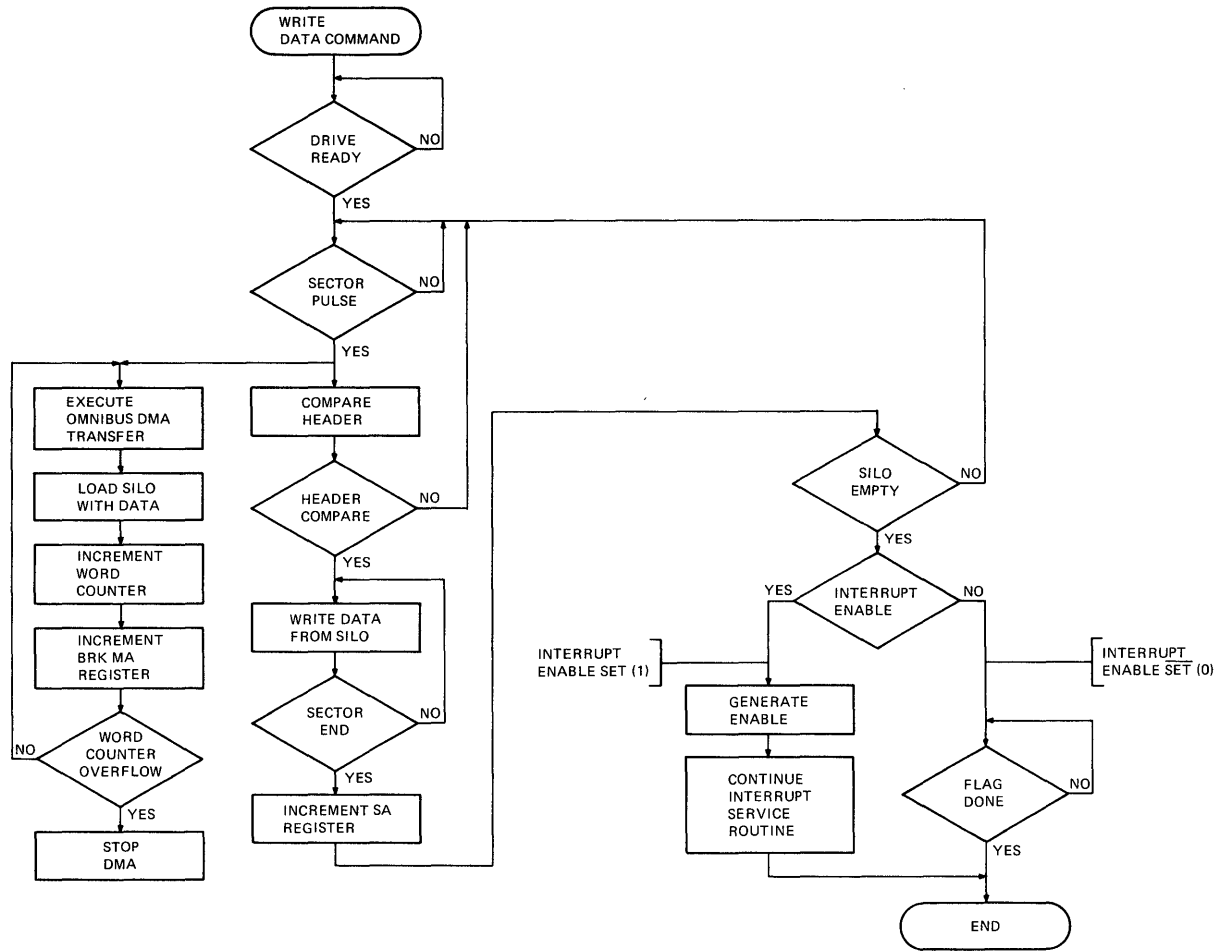 WRITE
DATA COMMAND
DRIVE
READY
NO
YES
SECTOR
PULSE
NO
YES
EXECUTE
OMNIBUS DMA
TRANSFER
LOAD SILO
WITH DATA
INCREMENT
WORD
COUNTER
INCREMENT
BRK MA
REGISTER
WORD
COUNTER
OVERFLOW
NO
YES
STOP
DMA
COMPARE
HEADER
HEADER
COMPARE
NO
YES
WRITE DATA
FROM SILO
SECTOR
END
NO
YES
INCREMENT SA
REGISTER
SILO
EMPTY
NO
YES
INTERRUPT
ENABLE
YES
NO
INTERRUPT
ENABLE SET (1)
INTERRUPT
ENABLE S̅E̅T̅ (0)
GENERATE
ENABLE
CONTINUE
INTERRUPT
SERVICE
ROUTINE
FLAG
DONE
NO
YES
END